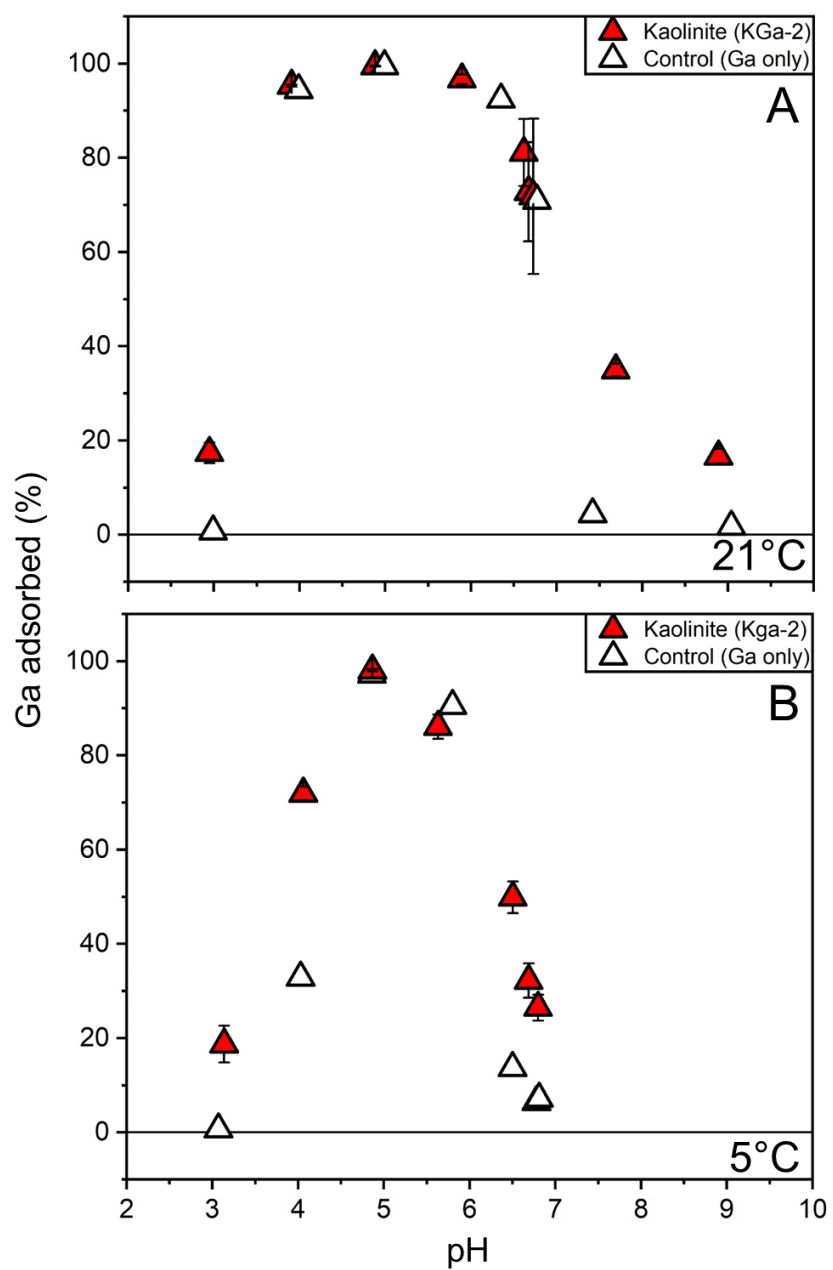 Kaolinite (KGa-2)
Control (Ga only)
A
100
80
60
40
20
0
21°C
Ga adsorbed (%)
Kaolinite (Kga-2)
Control (Ga only)
B
100
80
60
40
20
0
5°C
2 3 4 5 6 7 8 9 10
pH